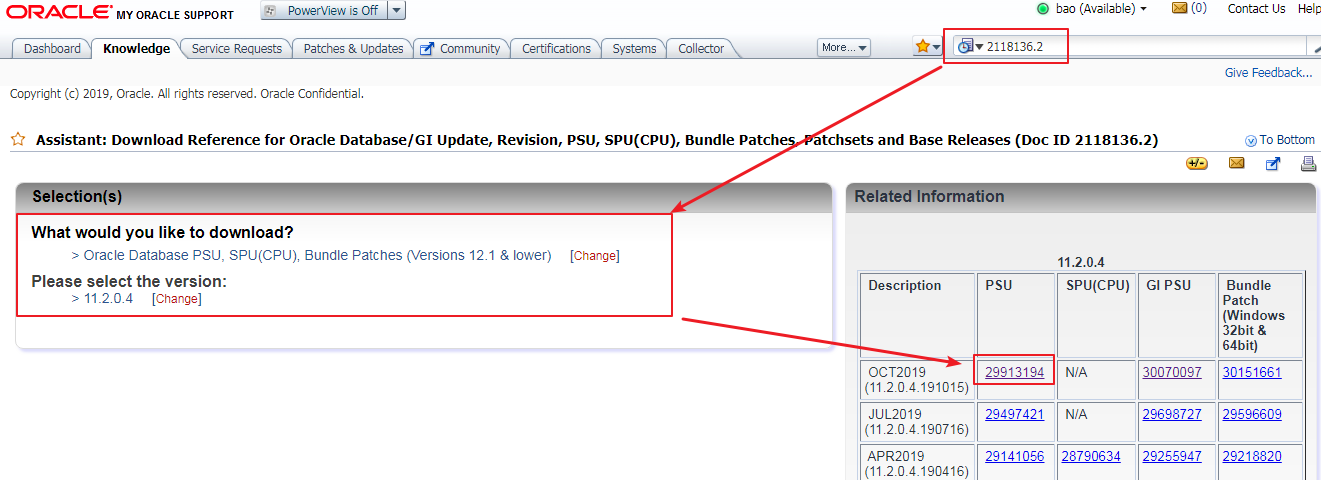 ORACLE MY ORACLE SUPPORT
PowerView is Off
bao (Available)
(0)
Contact Us
Help
Dashboard
Knowledge
Service Requests
Patches & Updates
Community
Certifications
Systems
Collector
More...
2118136.2
Give Feedback...
Copyright (c) 2019, Oracle. All rights reserved. Oracle Confidential.
Assistant: Download Reference for Oracle Database/GI Update, Revision, PSU, SPU(CPU), Bundle Patches, Patchsets and Base Releases (Doc ID 2118136.2)
To Bottom
+/-
Selection(s)
What would you like to download?
> Oracle Database PSU, SPU(CPU), Bundle Patches (Versions 12.1 & lower) [Change]
Please select the version:
> 11.2.0.4 [Change]
Related Information
11.2.0.4
Description
PSU
SPU(CPU)
GI PSU
Bundle
Patch
(Windows
32bit &
64bit)
OCT2019
(11.2.0.4.191015)
29913194
N/A
30070097
30151661
JUL2019
(11.2.0.4.190716)
29497421
N/A
29698727
29596609
APR2019
(11.2.0.4.190416)
29141056
28790634
29255947
29218820